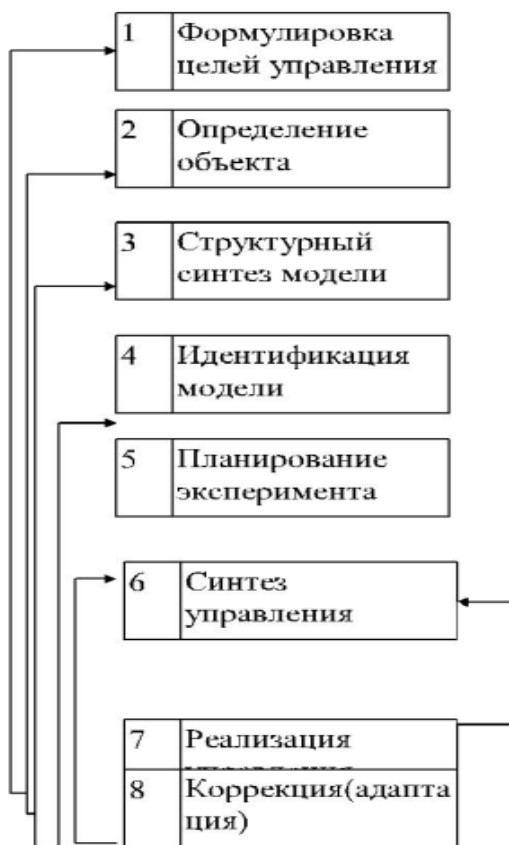 1 Формулировка
целей управления
2 Определение
объекта
3 Структурный
синтез модели
4 Идентификация
модели
5 Планирование
эксперимента
6 Синтез
управления
7 Реализация
8 Коррекция(адапта
ция)